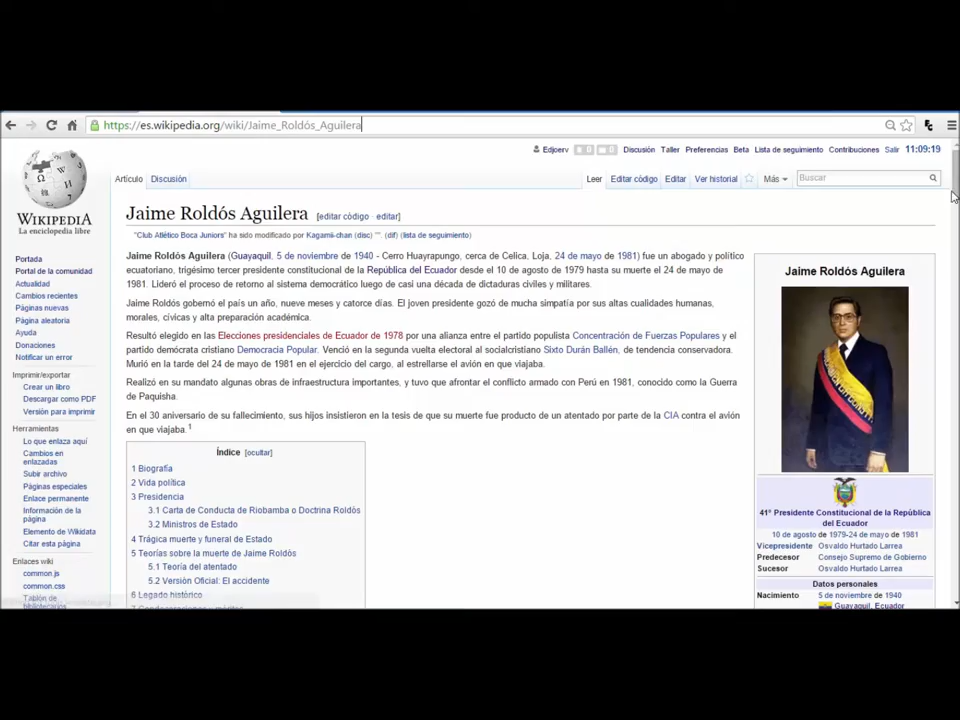 https://es.wikipedia.org/wiki/Jaime_Roldós_Aguilera
Edjoerv 0 0 Discusión Taller Preferencias Beta Lista de seguimiento Contribuciones Salir 11:09:19
Artículo Discusión Leer Editar código Editar Ver historial Más Buscar
WIKIPEDIA
La enciclopedia libre
Portada
Portal de la comunidad
Actualidad
Cambios recientes
Páginas nuevas
Página aleatoria
Ayuda
Donaciones
Notificar un error
Imprimir/exportar
Crear un libro
Descargar como PDF
Versión para imprimir
Herramientas
Lo que enlaza aquí
Cambios en
enlazadas
Subir archivo
Páginas especiales
Enlace permanente
Información de la
página
Elemento de Wikidata
Citar esta página
Enlaces wiki
common.js
common.css
Tablón de
bibliotecarios
Jaime Roldós Aguilera [editar código · editar]
"Club Atlético Boca Juniors" ha sido modificado por Kagamii-chan (disc) "". (dif) (lista de seguimiento)
Jaime Roldós Aguilera (Guayaquil, 5 de noviembre de 1940 - Cerro Huayrapungo, cerca de Celica, Loja, 24 de mayo de 1981) fue un abogado y político
ecuatoriano, trigésimo tercer presidente constitucional de la República del Ecuador desde el 10 de agosto de 1979 hasta su muerte el 24 de mayo de
1981. Lideró el proceso de retorno al sistema democrático luego de casi una década de dictaduras civiles y militares.
Jaime Roldós gobernó el país un año, nueve meses y catorce días. El joven presidente gozó de mucha simpatía por sus altas cualidades humanas,
morales, cívicas y alta preparación académica.
Resultó elegido en las Elecciones presidenciales de Ecuador de 1978 por una alianza entre el partido populista Concentración de Fuerzas Populares y el
partido demócrata cristiano Democracia Popular. Venció en la segunda vuelta electoral al socialcristiano Sixto Durán Ballén, de tendencia conservadora.
Murió en la tarde del 24 de mayo de 1981 en el ejercicio del cargo, al estrellarse el avión en que viajaba.
Realizó en su mandato algunas obras de infraestructura importantes, y tuvo que afrontar el conflicto armado con Perú en 1981, conocido como la Guerra
de Paquisha.
En el 30 aniversario de su fallecimiento, sus hijos insistieron en la tesis de que su muerte fue producto de un atentado por parte de la CIA contra el avión
en que viajaba.1
Índice [ocultar]
1 Biografía
2 Vida política
3 Presidencia
3.1 Carta de Conducta de Riobamba o Doctrina Roldós
3.2 Ministros de Estado
4 Trágica muerte y funeral de Estado
5 Teorías sobre la muerte de Jaime Roldós
5.1 Teoría del atentado
5.2 Versión Oficial: El accidente
6 Legado histórico
7 Condecoraciones y méritos
Jaime Roldós Aguilera
41º Presidente Constitucional de la República
del Ecuador
10 de agosto de 1979-24 de mayo de 1981
Vicepresidente Osvaldo Hurtado Larrea
Predecesor Consejo Supremo de Gobierno
Sucesor Osvaldo Hurtado Larrea
Datos personales
Nacimiento 5 de noviembre de 1940
Guayaquil, Ecuador